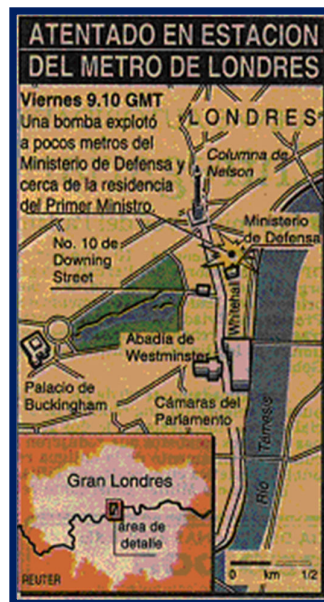 ATENTADO EN ESTACION
DEL METRO DE LONDRES
Viernes 9.10 GMT
Una bomba explotó
a pocos metros del
Ministerio de Defensa y
cerca de la residencia
del Primer Ministro.
LONDRES
Columna de
Nelson
Ministerio
de Defensa
No. 10 de
Downing
Street
Whitehall
Abadía de
Westminster
Palacio de
Buckingham
Cámaras del
Parlamento
Río Támesis
Gran Londres
área de
detalle
REUTER
0 km 1/2